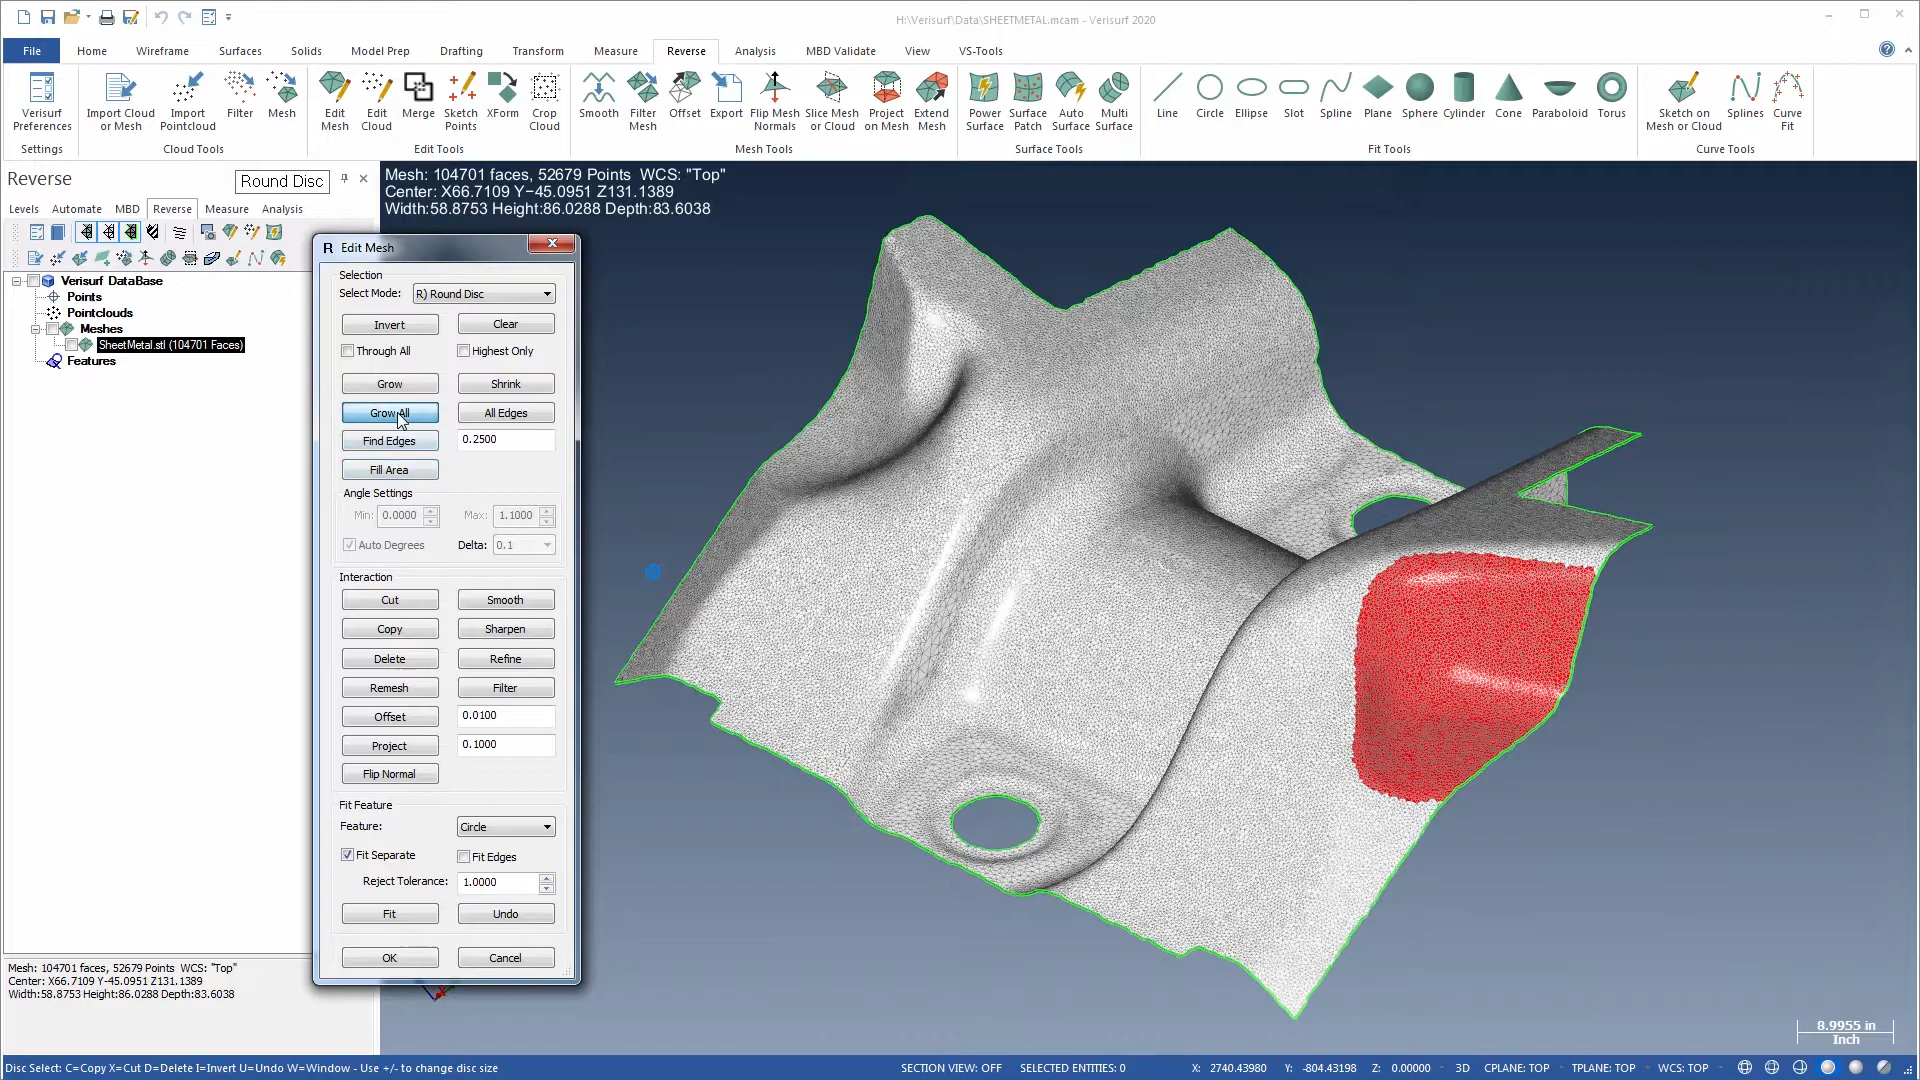 H:\Verisurf\Data\SHEETMETAL.mcam - Verisurf 2020
File Home Wireframe Surfaces Solids Model Prep Drafting Transform Measure Reverse Analysis MBD Validate View VS-Tools
Verisurf Preferences
Import Cloud or Mesh
Import Pointcloud
Filter
Mesh
Edit Mesh
Edit Cloud
Merge
Sketch Points
XForm
Crop Cloud
Smooth
Filter Mesh
Offset
Export
Flip Mesh Normals
Slice Mesh or Cloud
Project on Mesh
Extend Mesh
Power Surface
Surface Patch
Auto Surface
Multi Surface
Line
Circle
Ellipse
Slot
Spline
Plane
Sphere
Cylinder
Cone
Paraboloid
Torus
Sketch on Mesh or Cloud
Splines
Curve Fit
Settings Cloud Tools Edit Tools Mesh Tools Surface Tools Fit Tools Curve Tools
Reverse
Round Disc
Levels Automate MBD Reverse Measure Analysis
Verisurf DataBase
Points
Pointclouds
Meshes
SheetMetal.stl (104701 Faces)
Features
Mesh: 104701 faces, 52679 Points WCS: "Top"
Center: X66.7109 Y-45.0951 Z131.1389
Width:58.8753 Height:86.0288 Depth:83.6038
R Edit Mesh
Selection
Select Mode: R) Round Disc
Invert Clear
Through All Highest Only
Grow Shrink
Grow All All Edges
Find Edges 0.2500
Fill Area
Angle Settings
Min: 0.0000 Max: 1.1000
Auto Degrees Delta: 0.1
Interaction
Cut Smooth
Copy Sharpen
Delete Refine
Remesh Filter
Offset 0.0100
Project 0.1000
Flip Normal
Fit Feature
Feature: Circle
Fit Separate Fit Edges
Reject Tolerance: 1.0000
Fit Undo
OK Cancel
Mesh: 104701 faces, 52679 Points WCS: "Top"
Center: X66.7109 Y-45.0951 Z131.1389
Width:58.8753 Height:86.0288 Depth:83.6038
8.9955 in
Inch
Disc Select: C=Copy X=Cut D=Delete I=Invert U=Undo W=Window - Use +/- to change disc size
SECTION VIEW: OFF SELECTED ENTITIES: 0 X: 2740.43980 Y: -804.43198 Z: 0.00000 3D CPLANE: TOP TPLANE: TOP WCS: TOP